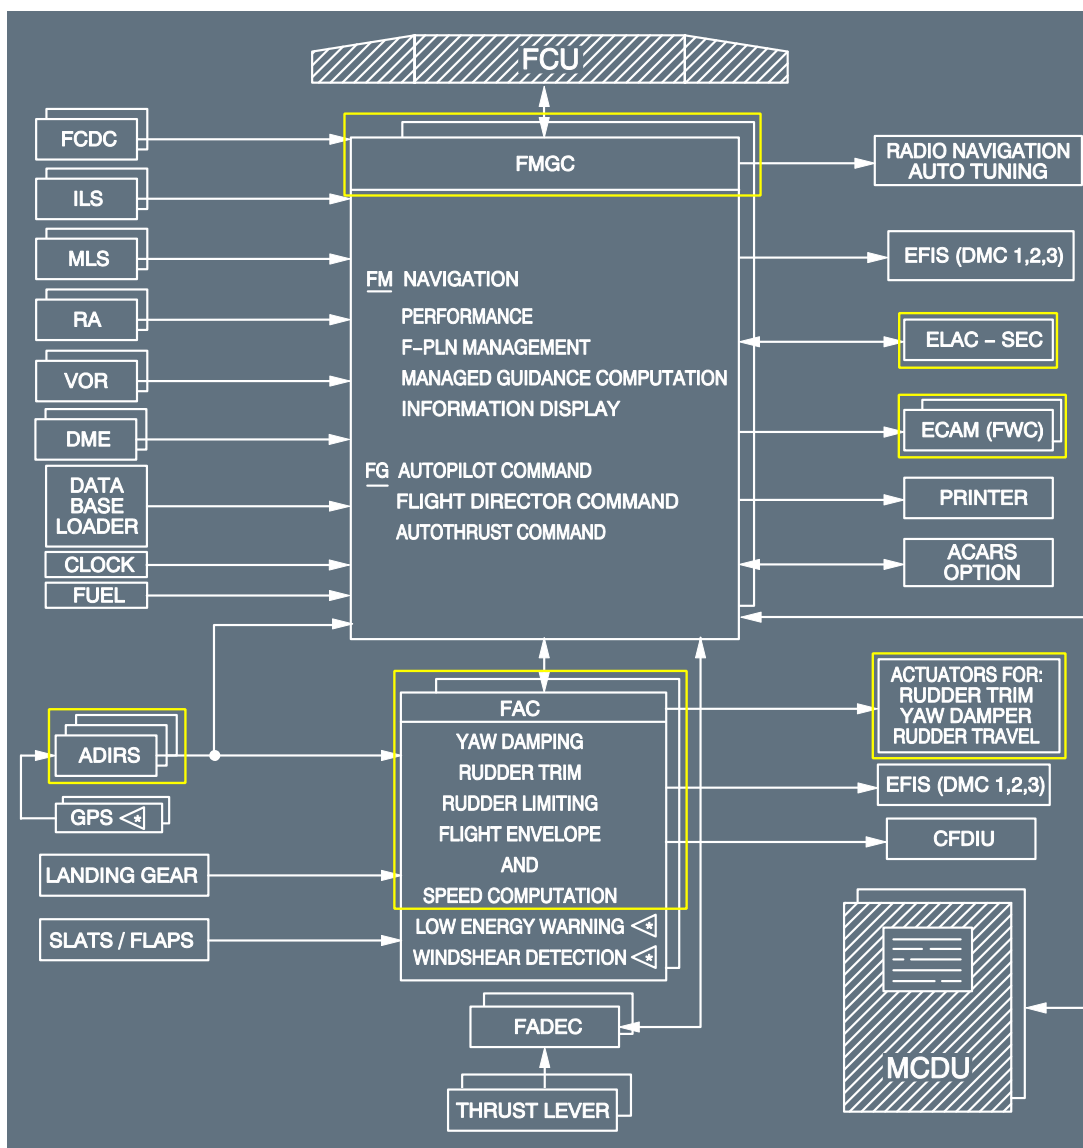 FCU
FCDC
FMGC
RADIO NAVIGATION
AUTO TUNING
ILS
MLS
EFIS (DMC 1,2,3)
FM NAVIGATION
RA
PERFORMANCE
ELAC – SEC
F–PLN MANAGEMENT
VOR
MANAGED GUIDANCE COMPUTATION
INFORMATION DISPLAY
ECAM (FWC)
DME
FG AUTOPILOT COMMAND
DATA
BASE
LOADER
FLIGHT DIRECTOR COMMAND
PRINTER
AUTOTHRUST COMMAND
CLOCK
ACARS
OPTION
FUEL
ACTUATORS FOR:
RUDDER TRIM
YAW DAMPER
RUDDER TRAVEL
FAC
ADIRS
YAW DAMPING
RUDDER TRIM
RUDDER LIMITING
FLIGHT ENVELOPE
AND
SPEED COMPUTATION
LOW ENERGY WARNING *
WINDSHEAR DETECTION *
EFIS (DMC 1,2,3)
GPS *
CFDIU
LANDING GEAR
SLATS / FLAPS
FADEC
MCDU
THRUST LEVER